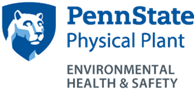 PennState
Physical Plant
ENVIRONMENTAL
HEALTH & SAFETY